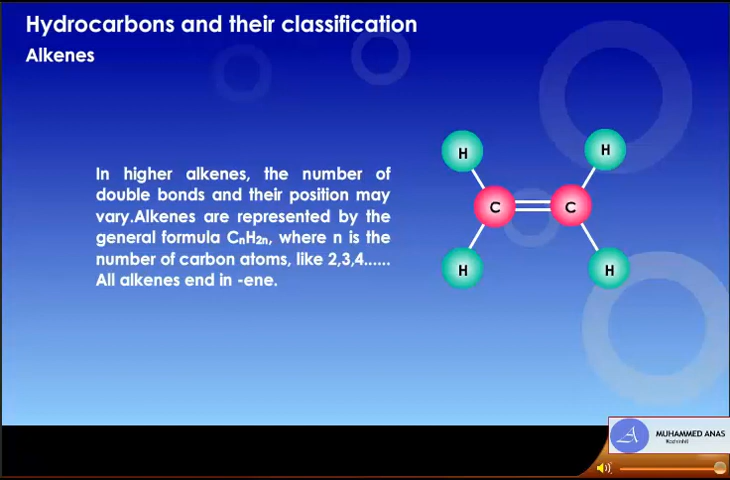 Hydrocarbons and their classification
Alkenes
In higher alkenes, the number of
double bonds and their position may
vary.Alkenes are represented by the
general formula CₙH₂ₙ, where n is the
number of carbon atoms, like 2,3,4......
All alkenes end in -ene.
H H
C C
H H
A MUHAMMED ANAS